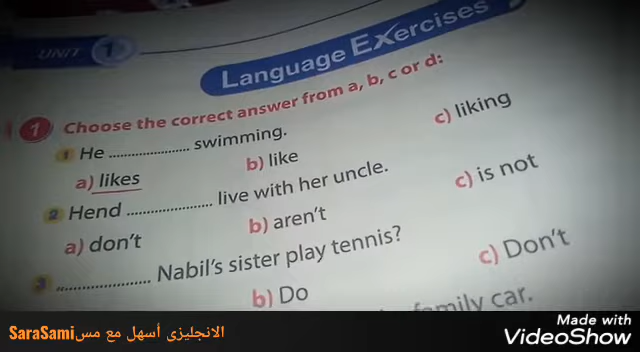 UNIT 1
Language Exercises
1 Choose the correct answer from a, b, c or d:
1 He .................... swimming.
a) likes b) like c) liking
2 Hend .................... live with her uncle.
a) don't b) aren't c) is not
3 .................... Nabil's sister play tennis?
b) Do c) Don't
family car.
الانجليزى أسهل مع مس SaraSami
Made with
VideoShow